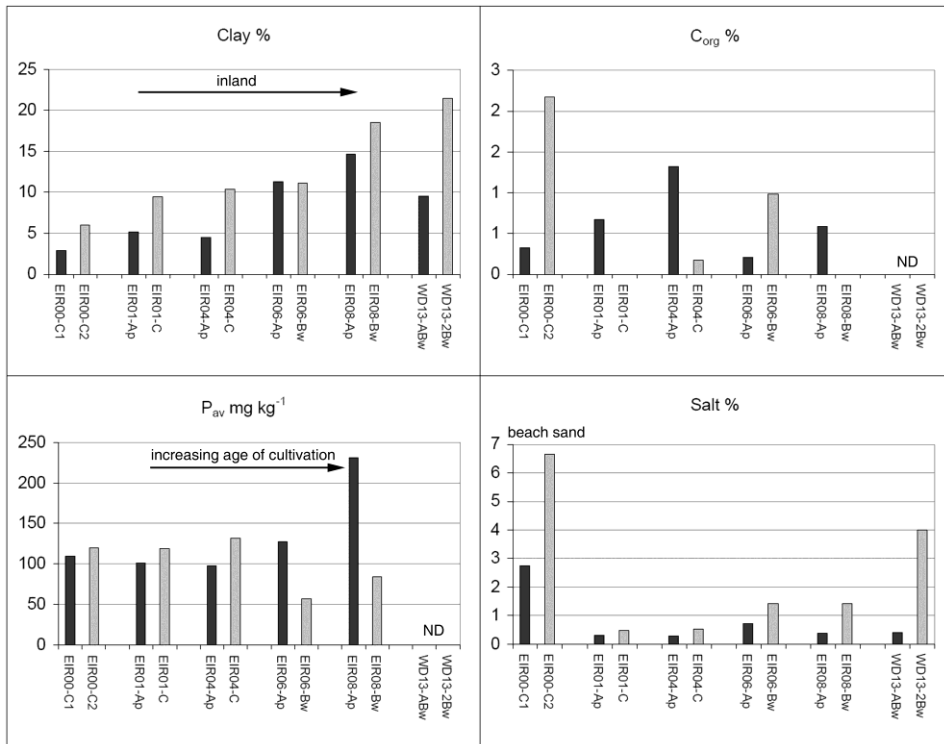 Clay %
25
20
15
10
5
0
inland
EIR00-C1
EIR00-C2
EIR01-Ap
EIR01-C
EIR04-Ap
EIR04-C
EIR06-Ap
EIR06-Bw
EIR08-Ap
EIR08-Bw
WD13-ABw
WD13-2Bw
Corg %
3
2
2
1
1
0
ND
EIR00-C1
EIR00-C2
EIR01-Ap
EIR01-C
EIR04-Ap
EIR04-C
EIR06-Ap
EIR06-Bw
EIR08-Ap
EIR08-Bw
WD13-ABw
WD13-2Bw
Pav mg kg-1
250
200
150
100
50
0
increasing age of cultivation
ND
EIR00-C1
EIR00-C2
EIR01-Ap
EIR01-C
EIR04-Ap
EIR04-C
EIR06-Ap
EIR06-Bw
EIR08-Ap
EIR08-Bw
WD13-ABw
WD13-2Bw
Salt %
beach sand
7
6
5
4
3
2
1
0
EIR00-C1
EIR00-C2
EIR01-Ap
EIR01-C
EIR04-Ap
EIR04-C
EIR06-Ap
EIR06-Bw
EIR08-Ap
EIR08-Bw
WD13-ABw
WD13-2Bw